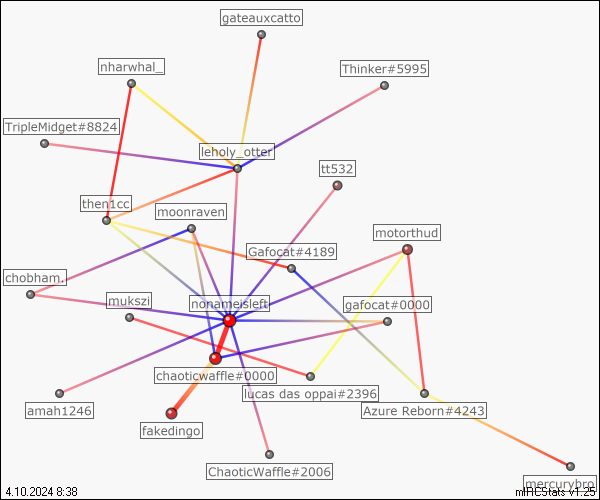 gateauxcatto
nharwhal_
Thinker#5995
TripleMidget#8824
leholy_otter
tt532
then1cc
moonraven
motorthud
Gafocat#4189
chobham.
mukszi
nonameisleft
gafocat#0000
chaoticwaffle#0000
lucas das oppai#2396
amah1246
Azure Reborn#4243
fakedingo
ChaoticWaffle#2006
mercurybro
4.10.2024 8:38
mIRCStats v1.25